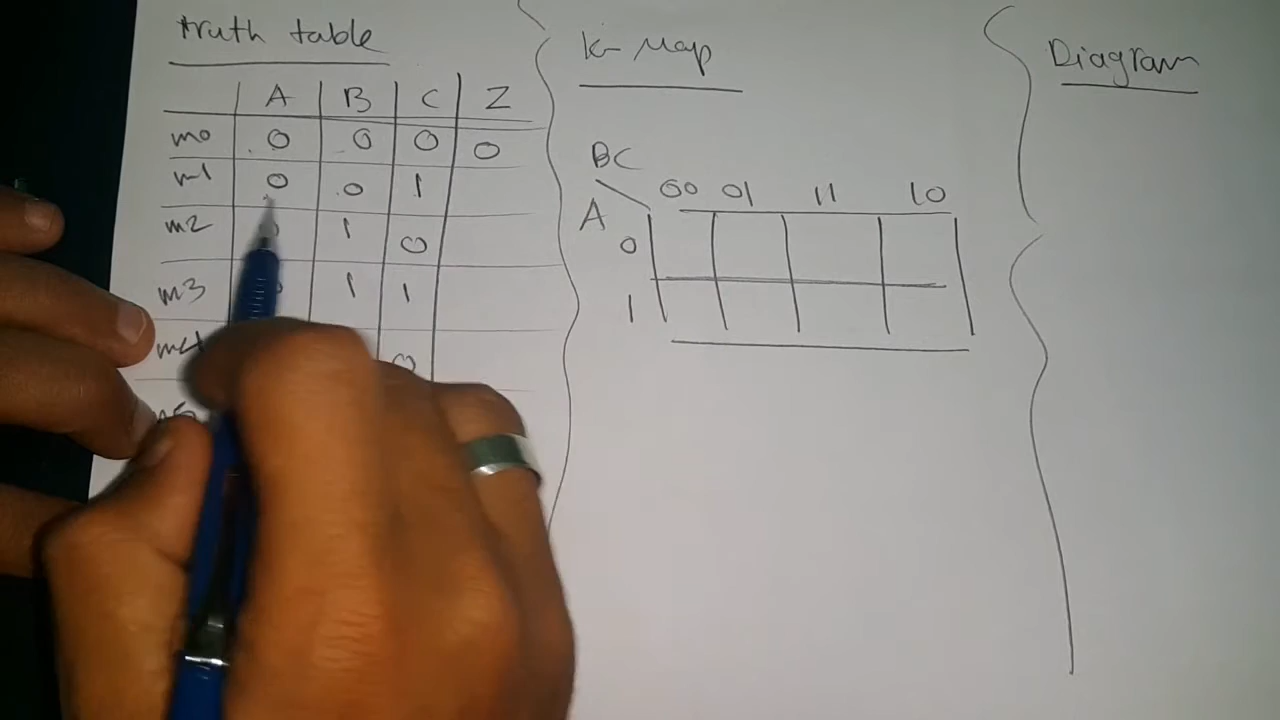 truth table
A B C Z
m0 0 0 0 0
m1 0 0 1
m2 1 0
m3 1 1
m4 0
K-Map
BC
A
00 01 11 10
0
1
Diagram